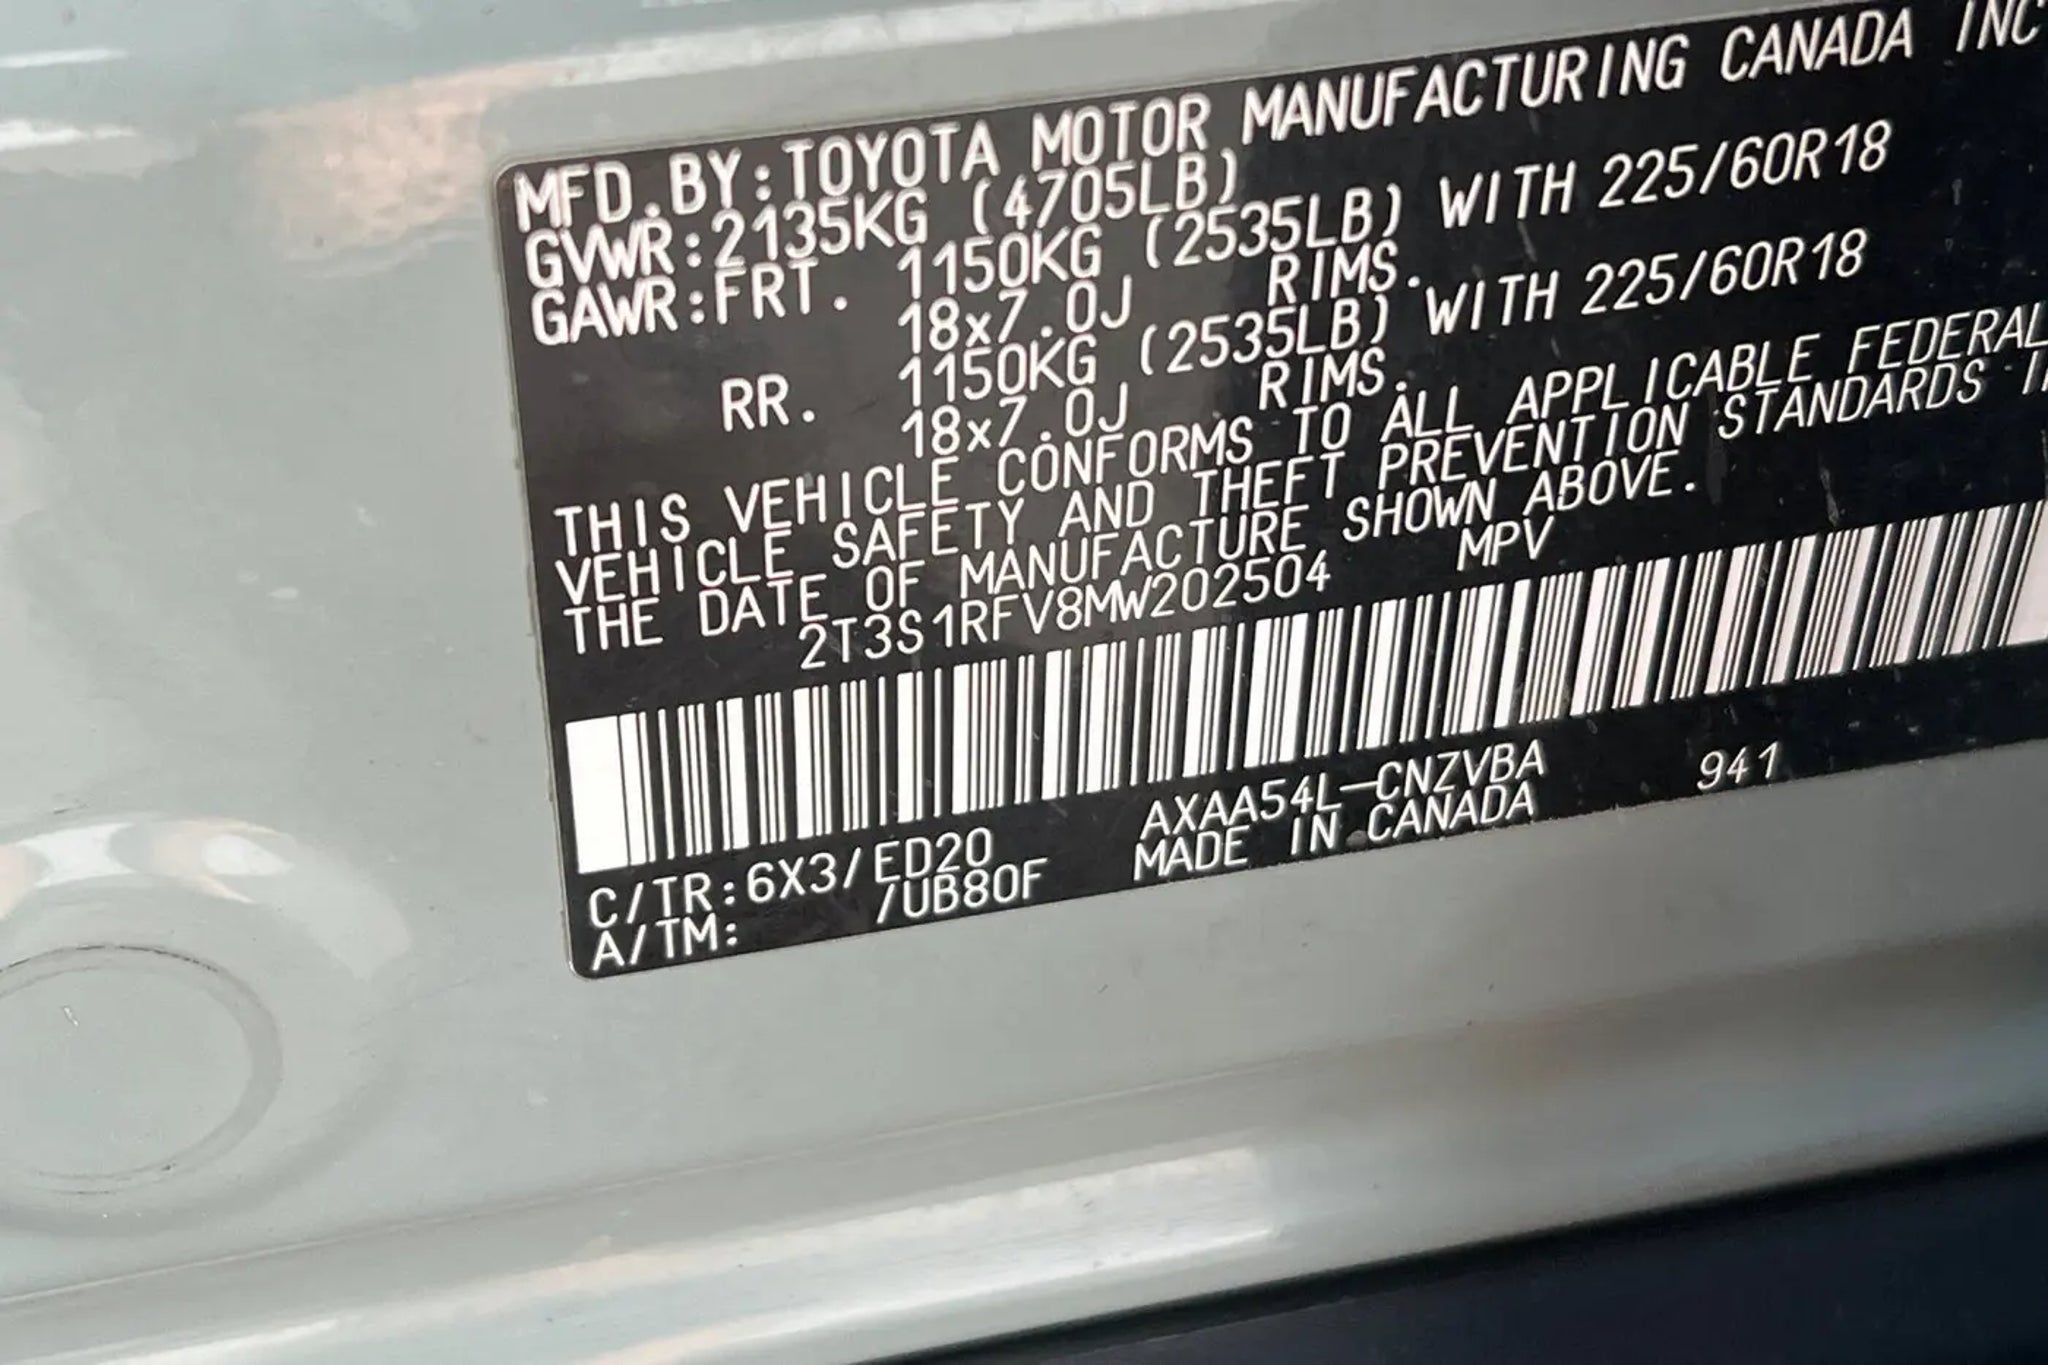 MFD.BY:TOYOTA MOTOR MANUFACTURING CANADA INC
GVWR:2135KG (4705LB)
GAWR:FRT. 1150KG (2535LB) WITH 225/60R18
18x7.0J RIMS.
RR. 1150KG (2535LB) WITH 225/60R18
18x7.0J RIMS.
THIS VEHICLE CONFORMS TO ALL APPLICABLE FEDERAL
VEHICLE SAFETY AND THEFT PREVENTION STANDARDS
THE DATE OF MANUFACTURE SHOWN ABOVE.
2T3S1RFV8MW202504 MPV
C/TR:6X3/ED20 AXAA54L-CNZVBA 941
A/TM: /UB80F MADE IN CANADA